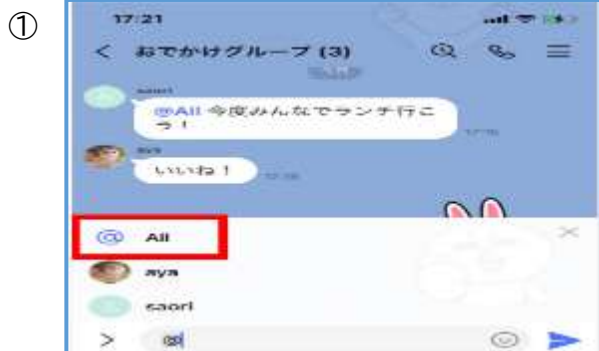 ①
17:21
おでかけグループ (3)
saori
@All 今度みんなでランチ行こ
う！
aya
いいね！
@ All
aya
saori
@